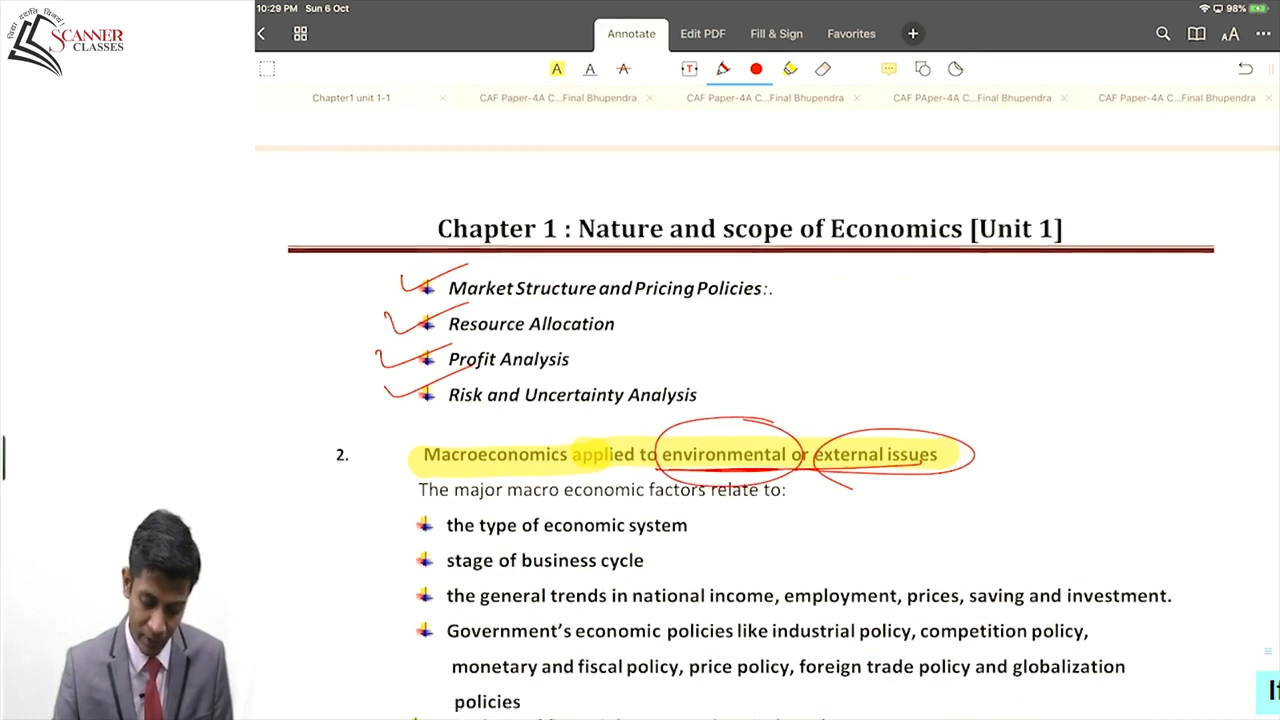 10:29 PM Sun 6 Oct
98%
विद्या ददाति विनयं
SCANNER
CLASSES
Annotate Edit PDF Fill & Sign Favorites
Chapter1 unit 1-1 CAF Paper-4A C...Final Bhupendra CAF Paper-4A C...Final Bhupendra CAF PAper-4A C...Final Bhupendra CAF Paper-4A C...Final Bhupendra
Chapter 1 : Nature and scope of Economics [Unit 1]
Market Structure and Pricing Policies:.
Resource Allocation
Profit Analysis
Risk and Uncertainty Analysis
2. Macroeconomics applied to environmental or external issues
The major macro economic factors relate to:
the type of economic system
stage of business cycle
the general trends in national income, employment, prices, saving and investment.
Government's economic policies like industrial policy, competition policy,
monetary and fiscal policy, price policy, foreign trade policy and globalization
policies